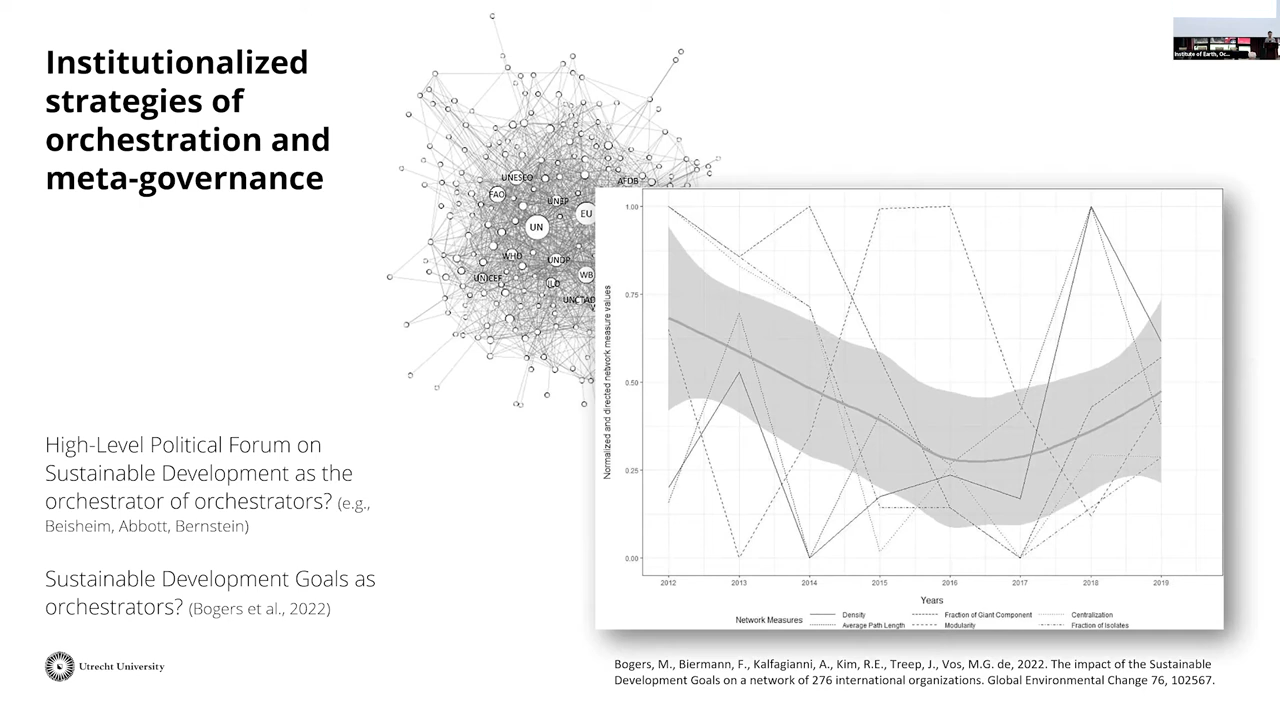 Institutionalized
strategies of
orchestration and
meta-governance
Institute of Earth, Oc...
UNESCO
AFDB
FAO
UNEP
EU
UN
WHO
UNDP
WB
UNICEF
ILO
UNCTAD
High-Level Political Forum on
Sustainable Development as the
orchestrator of orchestrators? (e.g.,
Beisheim, Abbott, Bernstein)
Sustainable Development Goals as
orchestrators? (Bogers et al., 2022)
Utrecht University
Normalized and directed network measure values
1.00
0.75
0.50
0.25
0.00
2012 2013 2014 2015 2016 2017 2018 2019
Years
Network Measures
Density Fraction of Giant Component Centralization
Average Path Length Modularity Fraction of Isolates
Bogers, M., Biermann, F., Kalfagianni, A., Kim, R.E., Treep, J., Vos, M.G. de, 2022. The impact of the Sustainable
Development Goals on a network of 276 international organizations. Global Environmental Change 76, 102567.